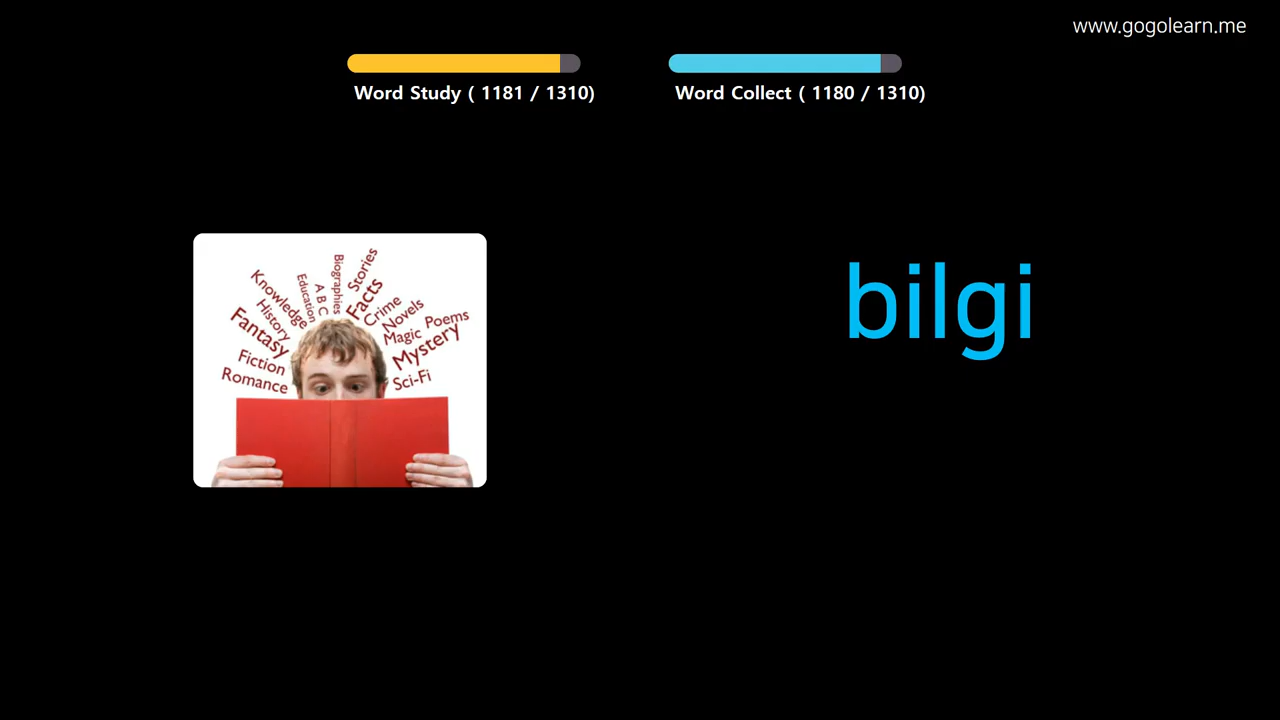 www.gogolearn.me
Word Study ( 1181 / 1310)
Word Collect ( 1180 / 1310)
bilgi
Knowledge
History
Fantasy
Fiction
Romance
Education
A B C
Biographies
Stories
Facts
Crime
Novels
Magic
Poems
Mystery
Sci-Fi